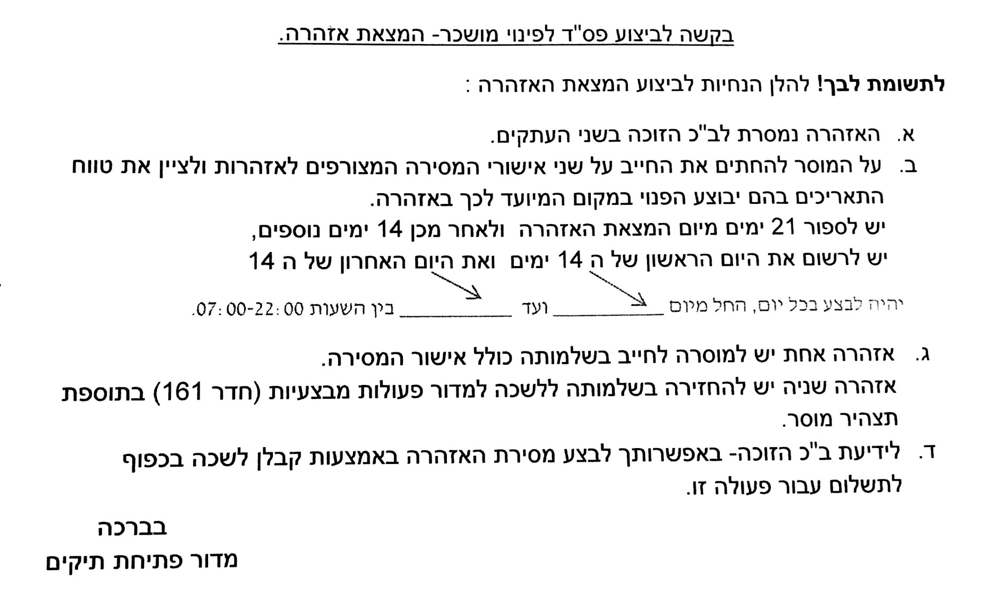 בקשה לביצוע פס"ד לפינוי מושכר- המצאת אזהרה.
לתשומת לבך! להלן הנחיות לביצוע המצאת האזהרה :
א. האזהרה נמסרת לב"כ הזוכה בשני העתקים.
ב. על המוסר להחתים את החייב על שני אישורי המסירה המצורפים לאזהרות ולציין את טווח
התאריכים בהם יבוצע הפנוי במקום המיועד לכך באזהרה.
יש לספור 21 ימים מיום המצאת האזהרה ולאחר מכן 14 ימים נוספים,
יש לרשום את היום הראשון של ה 14 ימים ואת היום האחרון של ה 14
יהיה לבצע בכל יום, החל מיום __________ ועד __________ בין השעות 07:00-22:00.
ג. אזהרה אחת יש למוסרה לחייב בשלמותה כולל אישור המסירה.
אזהרה שניה יש להחזירה בשלמותה ללשכה למדור פעולות מבצעיות (חדר 161) בתוספת
תצהיר מוסר.
ד. לידיעת ב"כ הזוכה- באפשרותך לבצע מסירת האזהרה באמצעות קבלן לשכה בכפוף
לתשלום עבור פעולה זו.
בברכה
מדור פתיחת תיקים